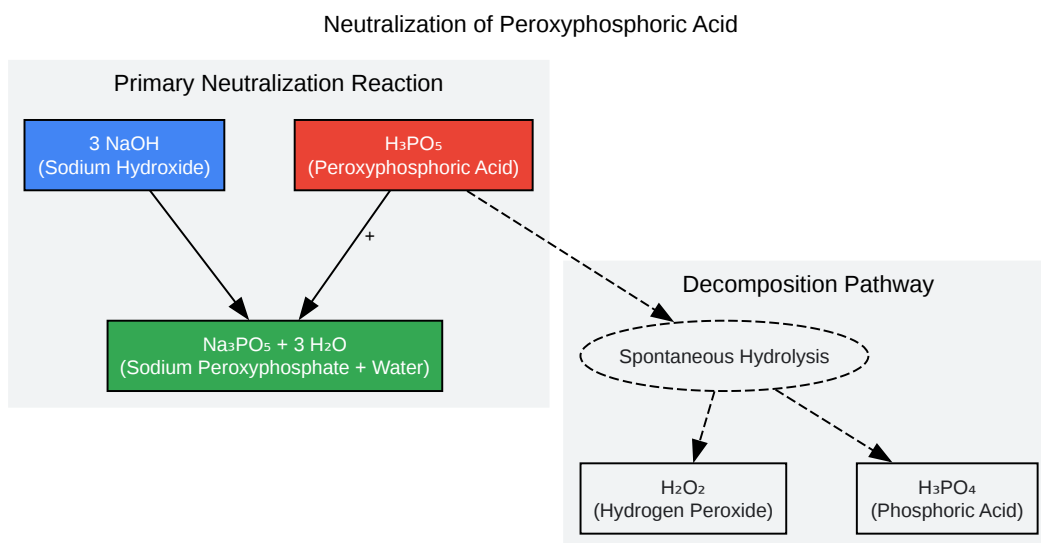 Neutralization of Peroxyphosphoric Acid
Primary Neutralization Reaction
3 NaOH
(Sodium Hydroxide)
H₃PO₅
(Peroxyphosphoric Acid)
+
Na₃PO₅ + 3 H₂O
(Sodium Peroxyphosphate + Water)
Decomposition Pathway
Spontaneous Hydrolysis
H₂O₂
(Hydrogen Peroxide)
H₃PO₄
(Phosphoric Acid)